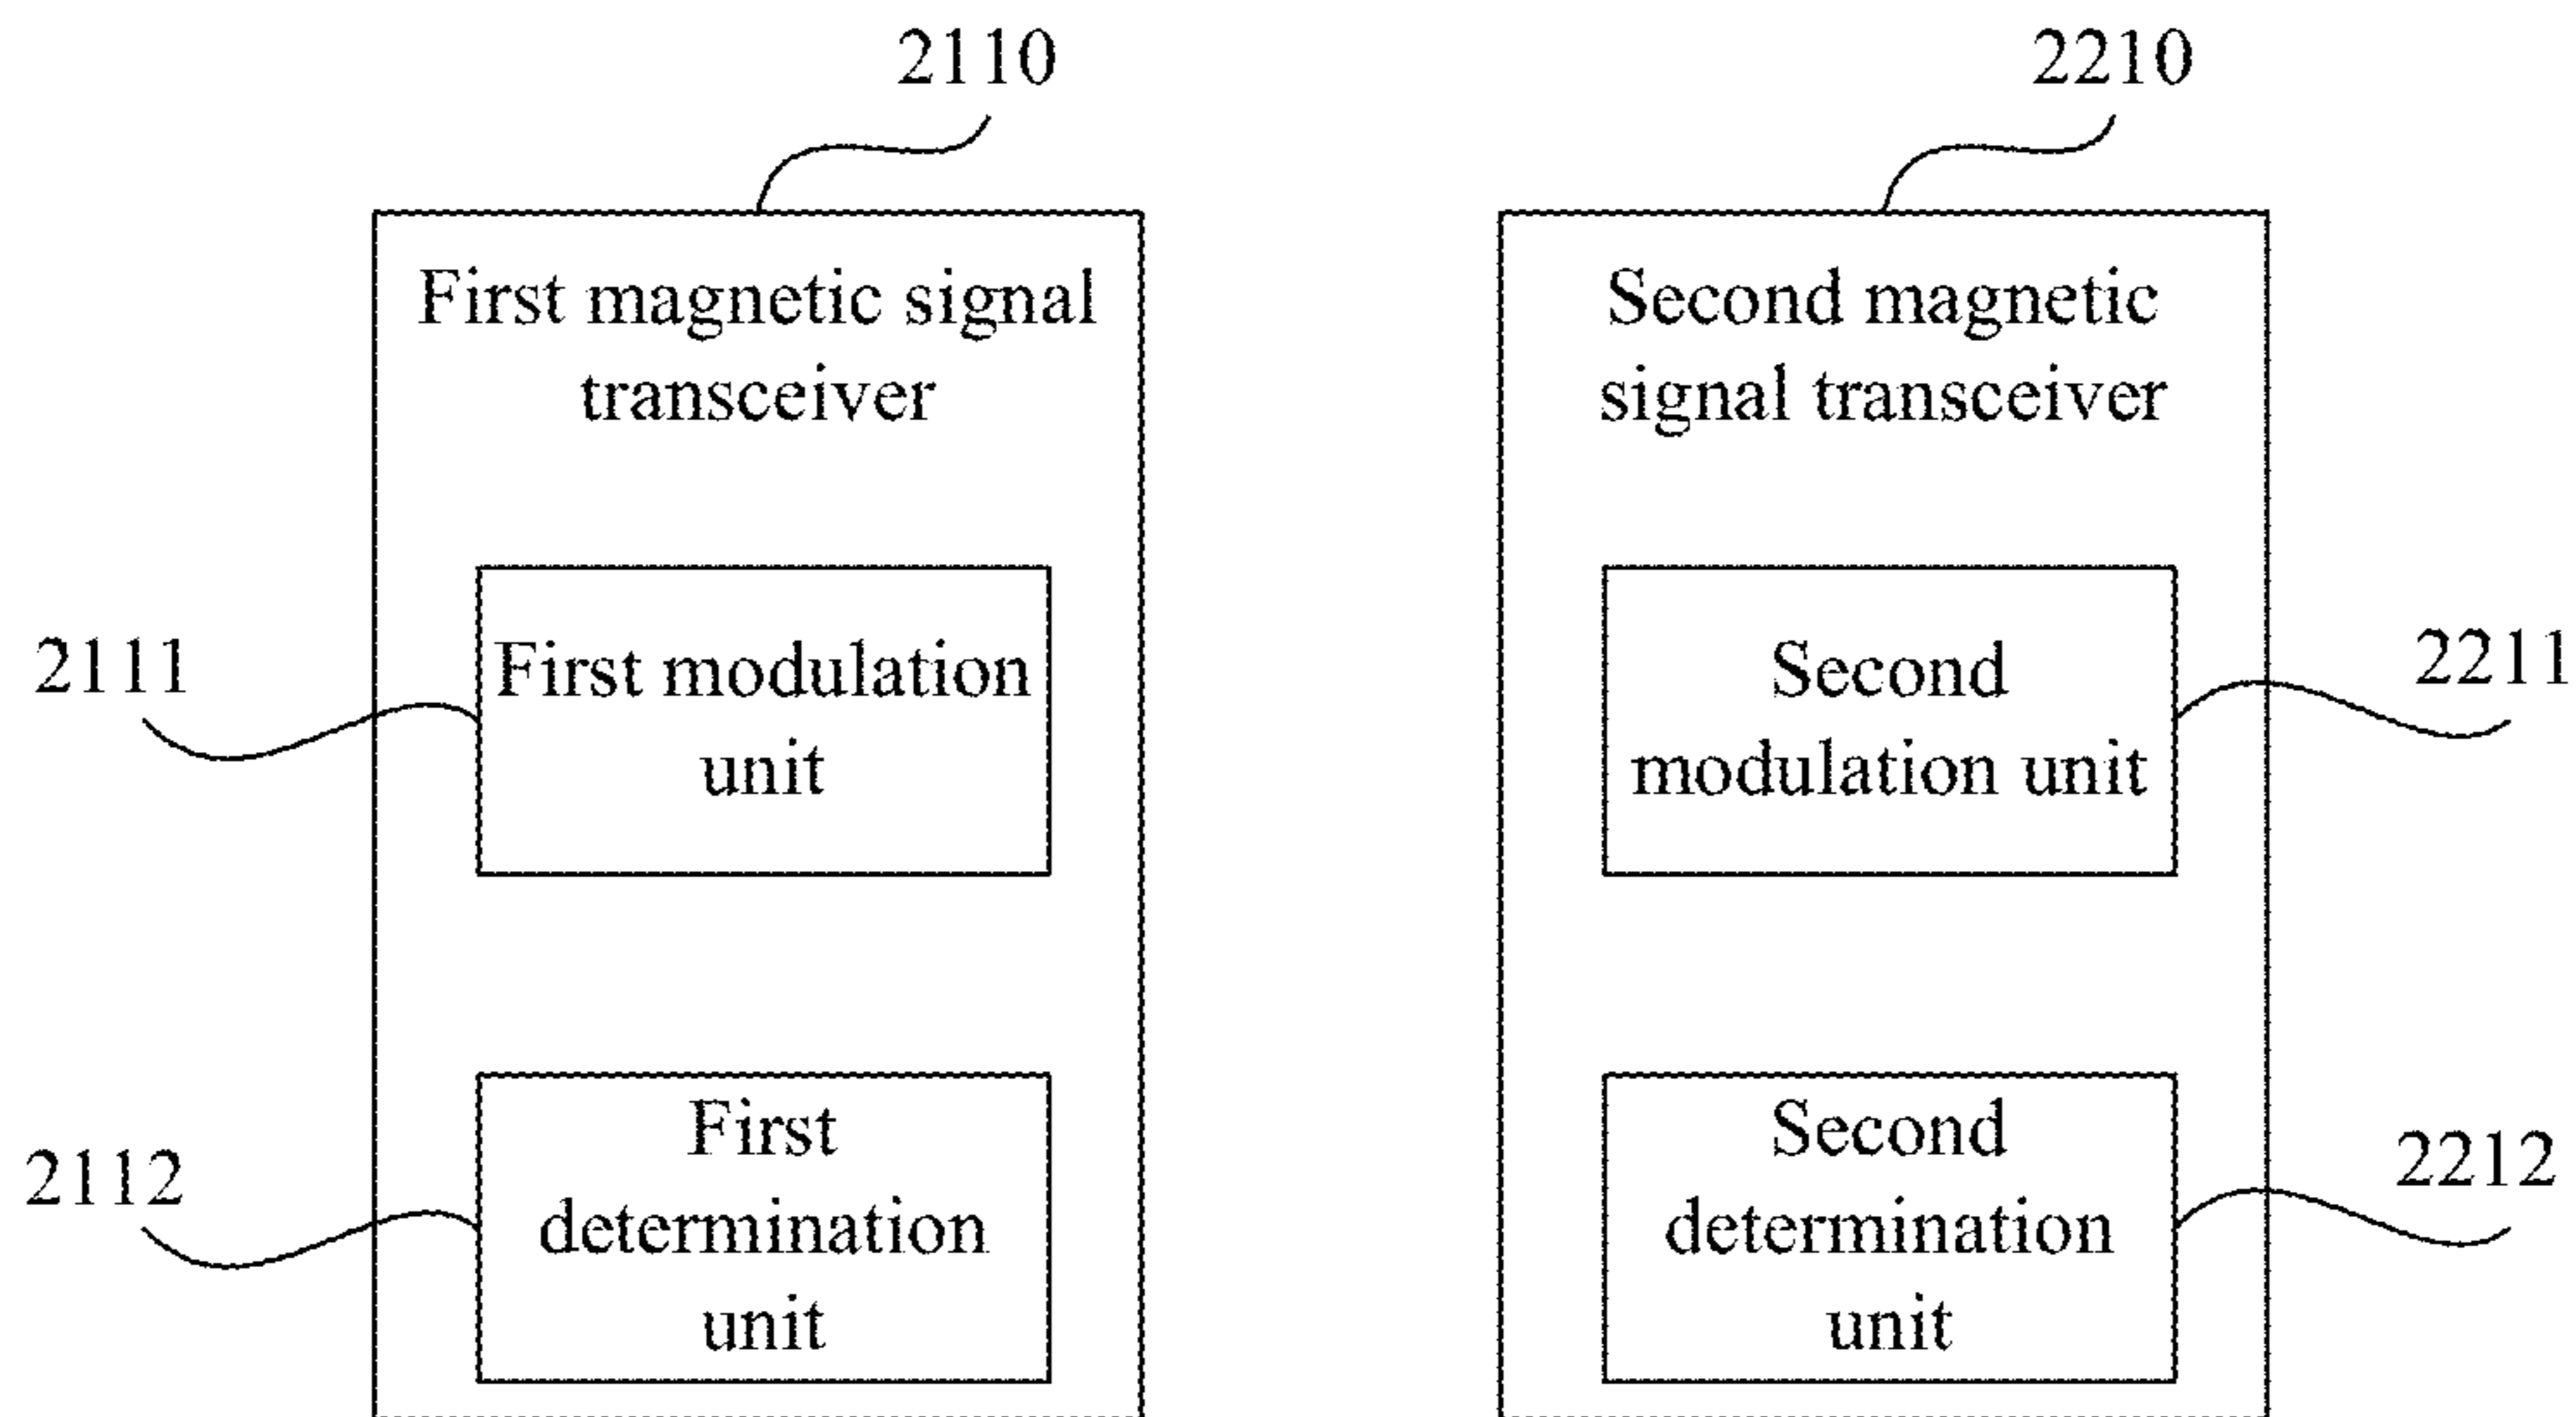 2110
First magnetic signal
transceiver
2111
First modulation
unit
2112
First
determination
unit
2210
Second magnetic
signal transceiver
2211
Second
modulation unit
2212
Second
determination
unit